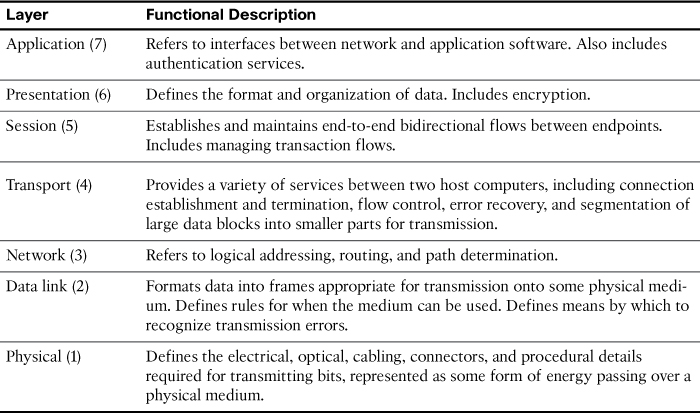 Layer Functional Description
Application (7) Refers to interfaces between network and application software. Also includes
authentication services.
Presentation (6) Defines the format and organization of data. Includes encryption.
Session (5) Establishes and maintains end-to-end bidirectional flows between endpoints.
Includes managing transaction flows.
Transport (4) Provides a variety of services between two host computers, including connection
establishment and termination, flow control, error recovery, and segmentation of
large data blocks into smaller parts for transmission.
Network (3) Refers to logical addressing, routing, and path determination.
Data link (2) Formats data into frames appropriate for transmission onto some physical medi-
um. Defines rules for when the medium can be used. Defines means by which to
recognize transmission errors.
Physical (1) Defines the electrical, optical, cabling, connectors, and procedural details
required for transmitting bits, represented as some form of energy passing over a
physical medium.